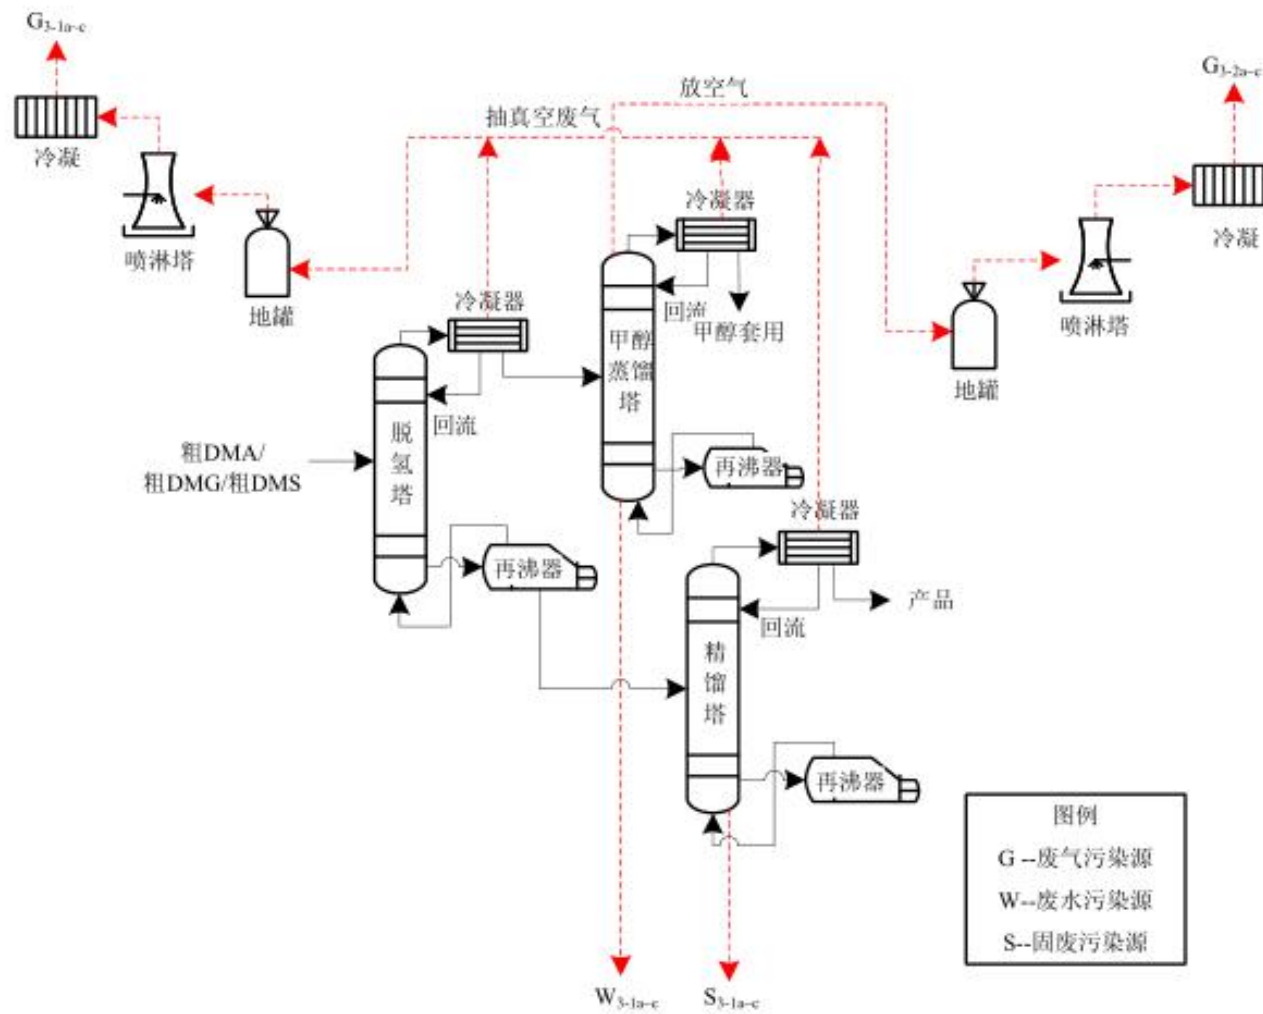 G3-1a-c
放空气
G3-2a-c
抽真空废气
冷凝
冷凝器
冷凝
喷淋塔
喷淋塔
地罐
冷凝器
回流
甲醇套用
甲醇
蒸馏
塔
地罐
回流
脱
氢
塔
粗DMA/
粗DMG/粗DMS
再沸器
冷凝器
再沸器
产品
回流
精
馏
塔
再沸器
图例
G --废气污染源
W--废水污染源
S--固废污染源
W3-1a-c
S3-1a-c